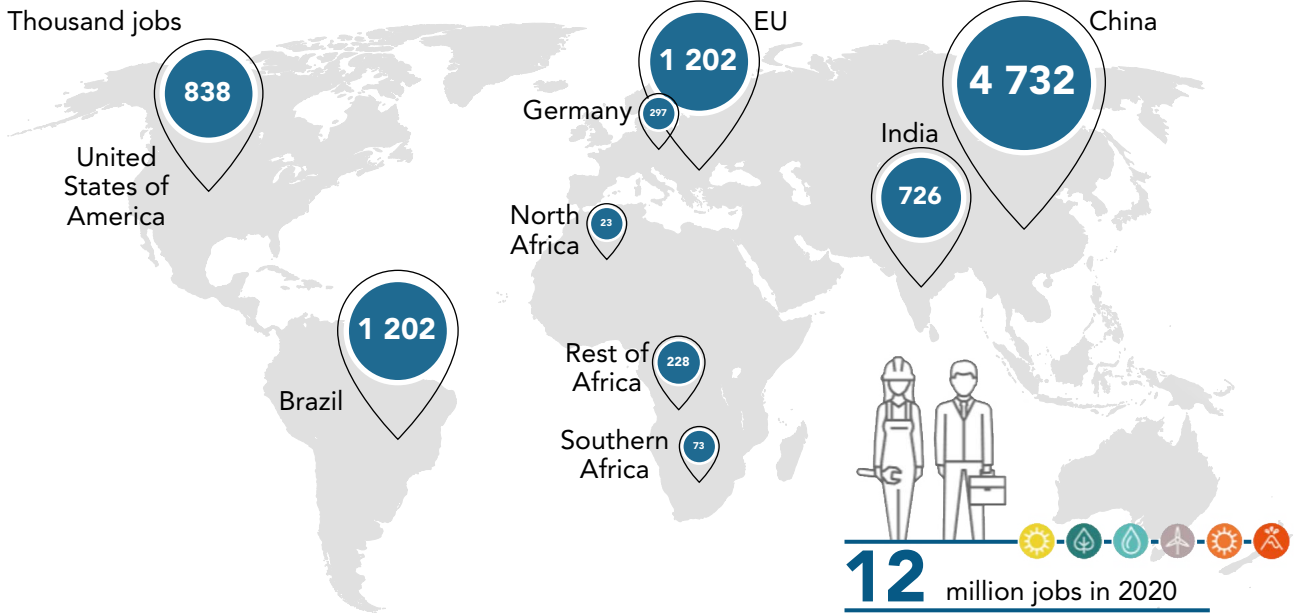 Thousand jobs
838
United
States of
America
1 202
Brazil
1 202
EU
Germany
297
North
Africa
23
Rest of
Africa
228
Southern
Africa
73
India
726
4 732
China
12 million jobs in 2020